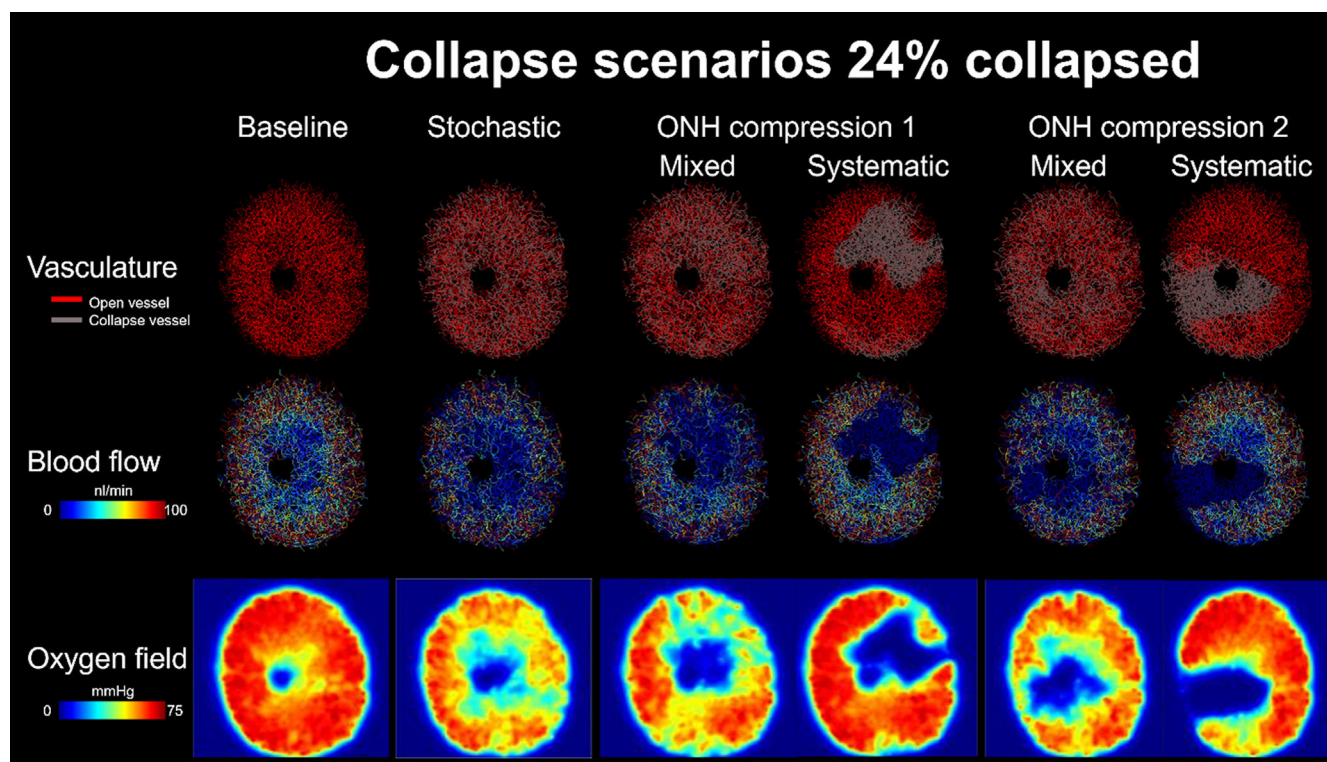 Collapse scenarios 24% collapsed
Baseline Stochastic ONH compression 1 ONH compression 2
Mixed Systematic Mixed Systematic
Vasculature
Open vessel
Collapse vessel
Blood flow
nl/min
0 100
Oxygen field
mmHg
0 75